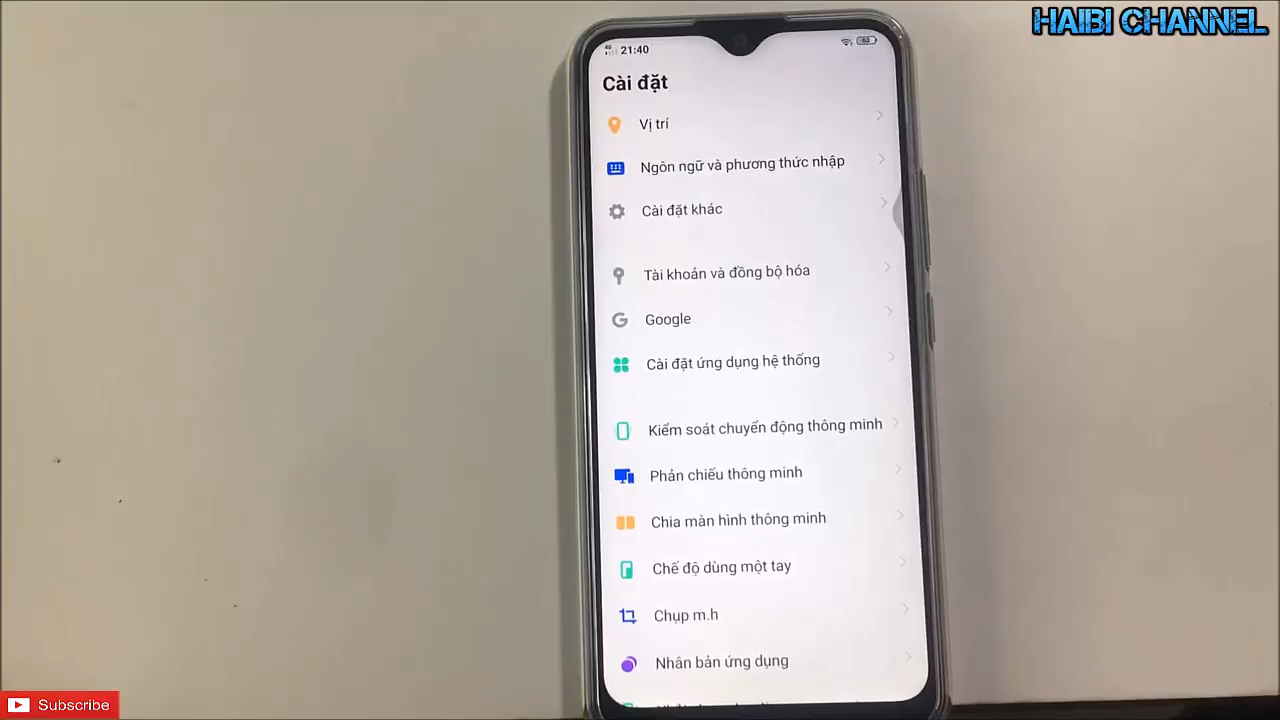 HAIBI CHANNEL
4G 21:40
63
Cài đặt
Vị trí
Ngôn ngữ và phương thức nhập
Cài đặt khác
Tài khoản và đồng bộ hóa
Google
Cài đặt ứng dụng hệ thống
Kiểm soát chuyển động thông minh
Phản chiếu thông minh
Chia màn hình thông minh
Chế độ dùng một tay
Chụp m.h
Nhân bản ứng dụng
Subscribe